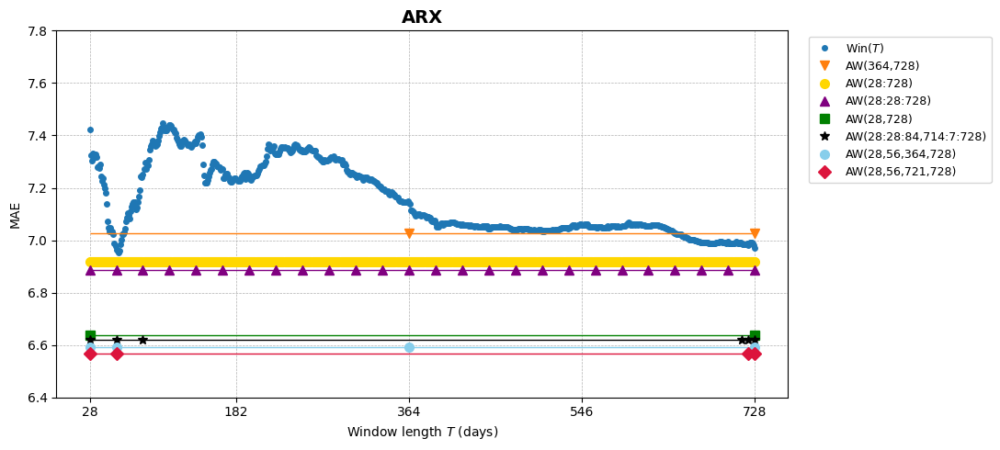 ARX
7.8
7.6
7.4
7.2
7.0
6.8
6.6
6.4
MAE
28
182
364
546
728
Window length T (days)
Win(T)
AW(364,728)
AW(28:728)
AW(28:28:728)
AW(28,728)
AW(28:28:84,714:7:728)
AW(28,56,364,728)
AW(28,56,721,728)